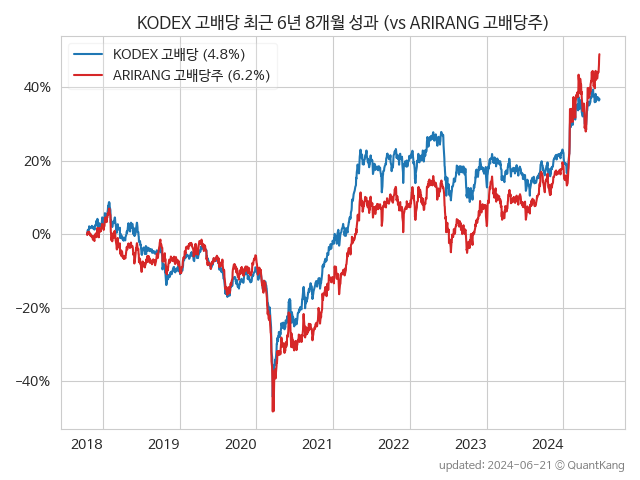 KODEX 고배당 최근 6년 8개월 성과 (vs ARIRANG 고배당주)
KODEX 고배당 (4.8%)
ARIRANG 고배당주 (6.2%)
40%
20%
0%
−20%
−40%
2018 2019 2020 2021 2022 2023 2024
updated: 2024-06-21 © QuantKang